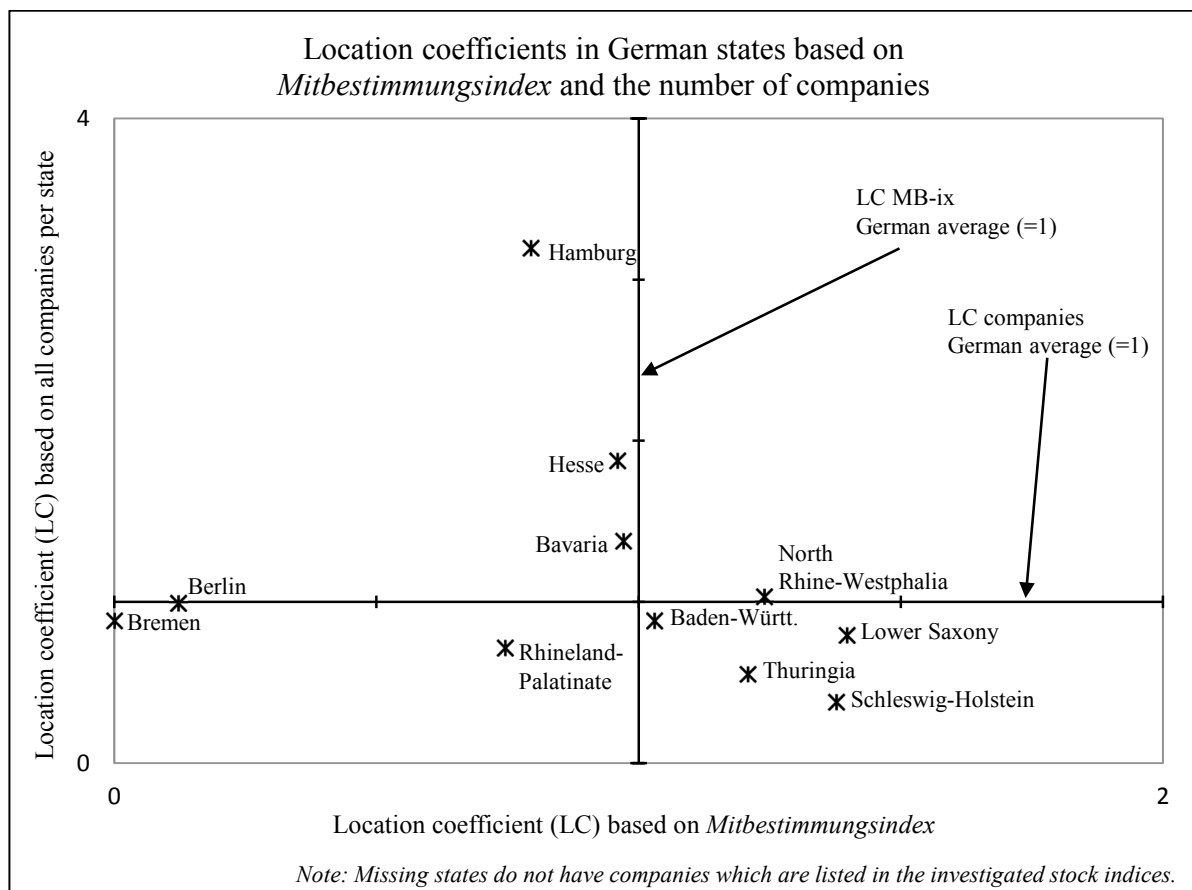 Location coefficients in German states based on
Mitbestimmungsindex and the number of companies
Location coefficient (LC) based on all companies per state
4
LC MB-ix
German average (=1)
Hamburg
LC companies
German average (=1)
Hesse
Bavaria
North
Rhine-Westphalia
Berlin
Bremen
Baden-Württ.
Lower Saxony
Rhineland-
Palatinate
Thuringia
Schleswig-Holstein
0
0
2
Location coefficient (LC) based on Mitbestimmungsindex
Note: Missing states do not have companies which are listed in the investigated stock indices.